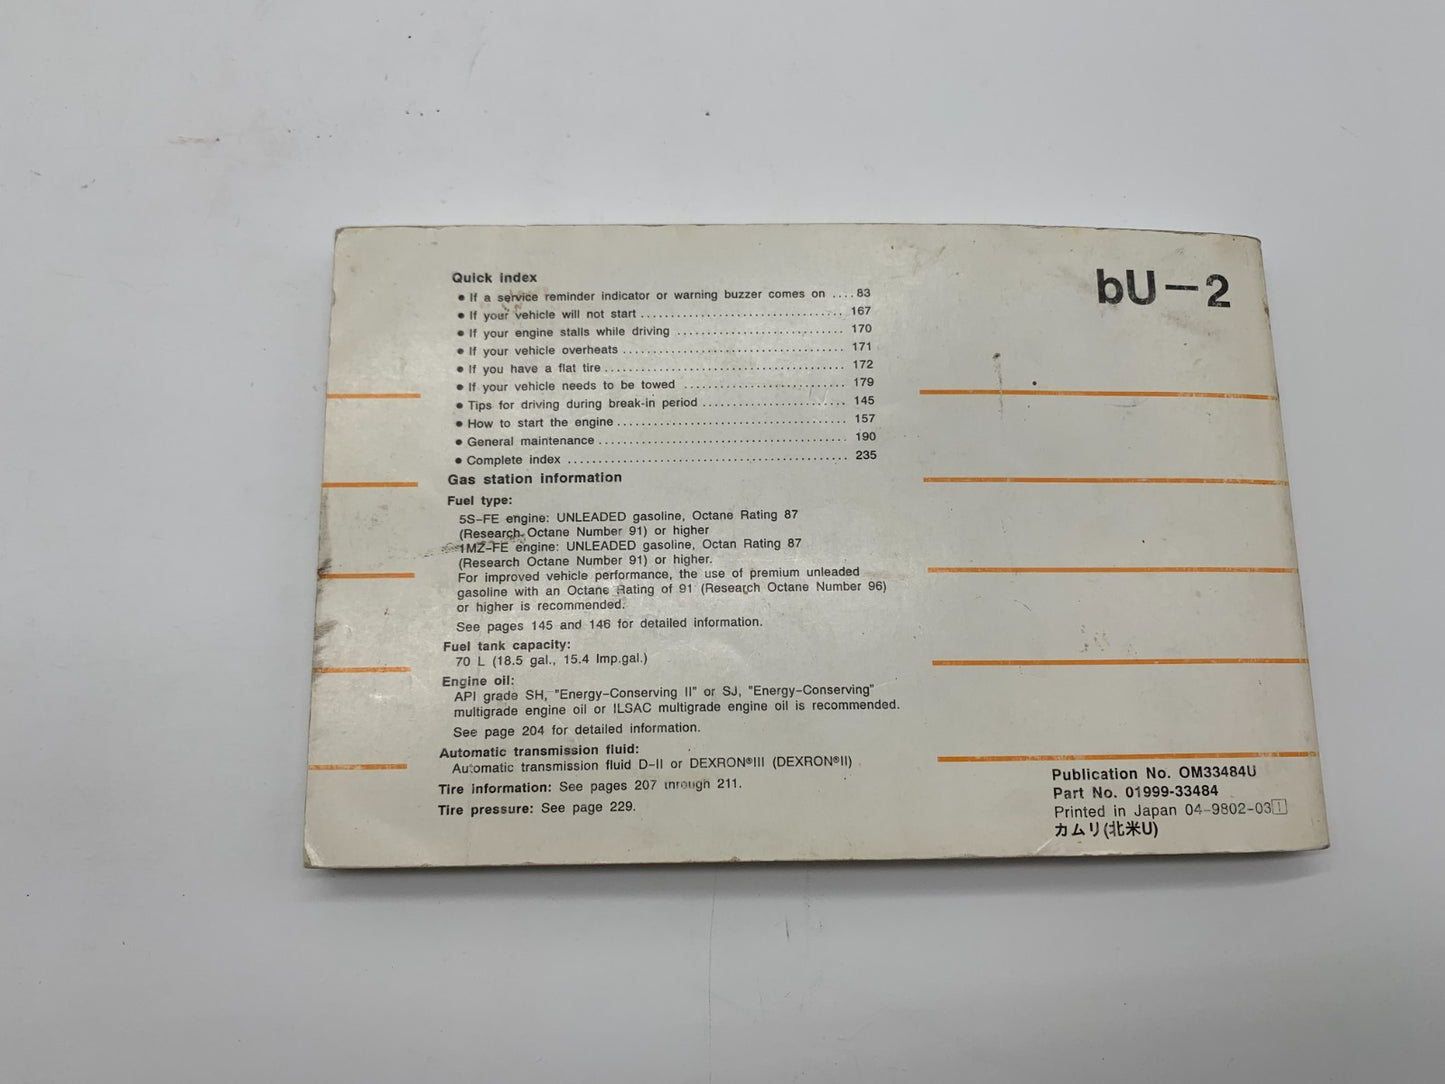 Quick index
● If a service reminder indicator or warning buzzer comes on .... 83
● If your vehicle will not start ................................. 167
● If your engine stalls while driving ........................... 170
● If your vehicle overheats .................................... 171
● If you have a flat tire ........................................ 172
● If your vehicle needs to be towed .......................... 179
● Tips for driving during break-in period ....................... 145
● How to start the engine ...................................... 157
● General maintenance ......................................... 190
● Complete index .............................................. 235
Gas station information
Fuel type:
5S-FE engine: UNLEADED gasoline, Octane Rating 87
(Research Octane Number 91) or higher
1MZ-FE engine: UNLEADED gasoline, Octan Rating 87
(Research Octane Number 91) or higher.
For improved vehicle performance, the use of premium unleaded
gasoline with an Octane Rating of 91 (Research Octane Number 96)
or higher is recommended.
See pages 145 and 146 for detailed information.
Fuel tank capacity:
70 L (18.5 gal., 15.4 Imp.gal.)
Engine oil:
API grade SH, "Energy-Conserving II" or SJ, "Energy-Conserving"
multigrade engine oil or ILSAC multigrade engine oil is recommended.
See page 204 for detailed information.
Automatic transmission fluid:
Automatic transmission fluid D-II or DEXRON®III (DEXRON®II)
Tire information: See pages 207 through 211.
Tire pressure: See page 229.
bU-2
Publication No. OM33484U
Part No. 01999-33484
Printed in Japan 04-9802-03 1
カムリ(北米U)